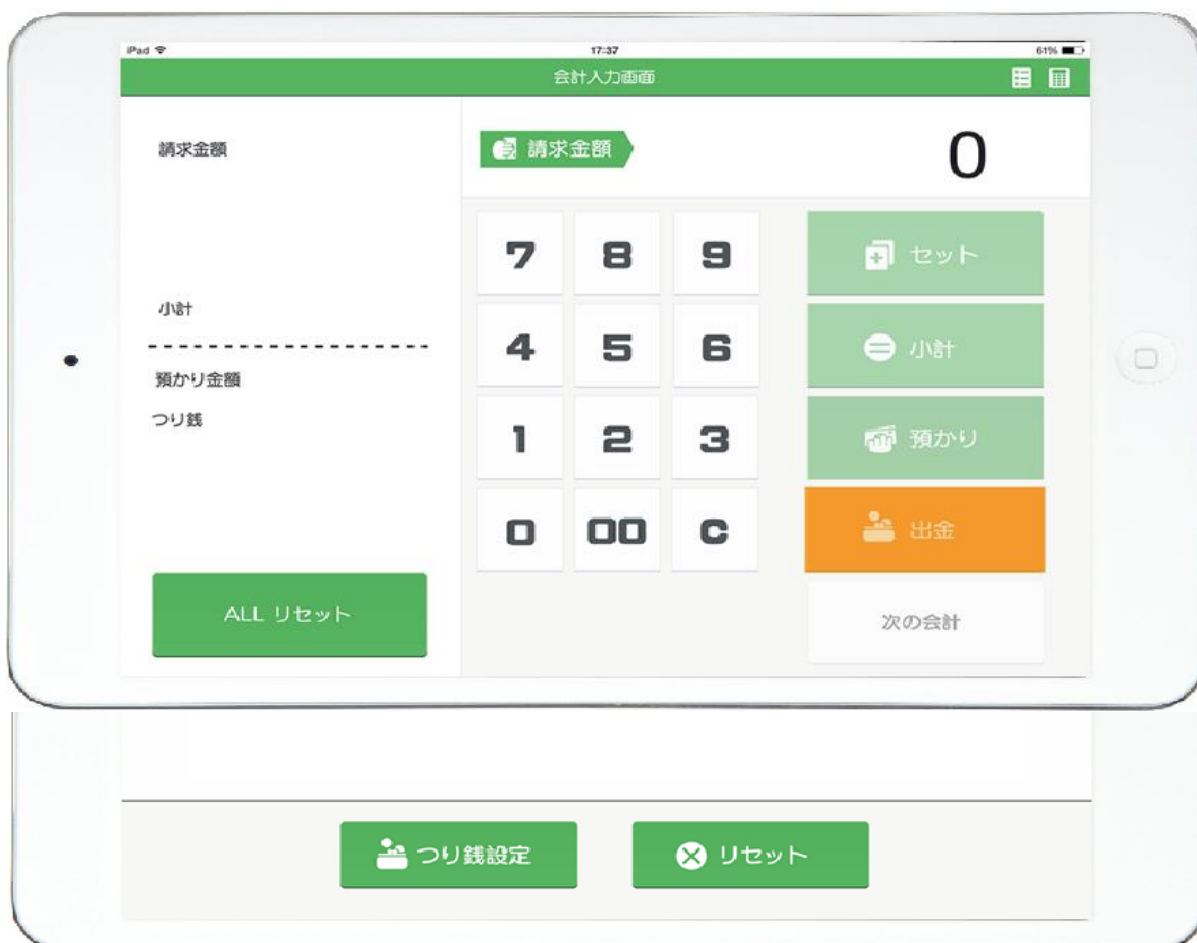 iPad 17:37 61%
会計入力画面
請求金額
小計
預かり金額
つり銭
ALL リセット
請求金額 0
7 8 9 セット
4 5 6 小計
1 2 3 預かり
0 00 C 出金
次の会計
つり銭設定 リセット